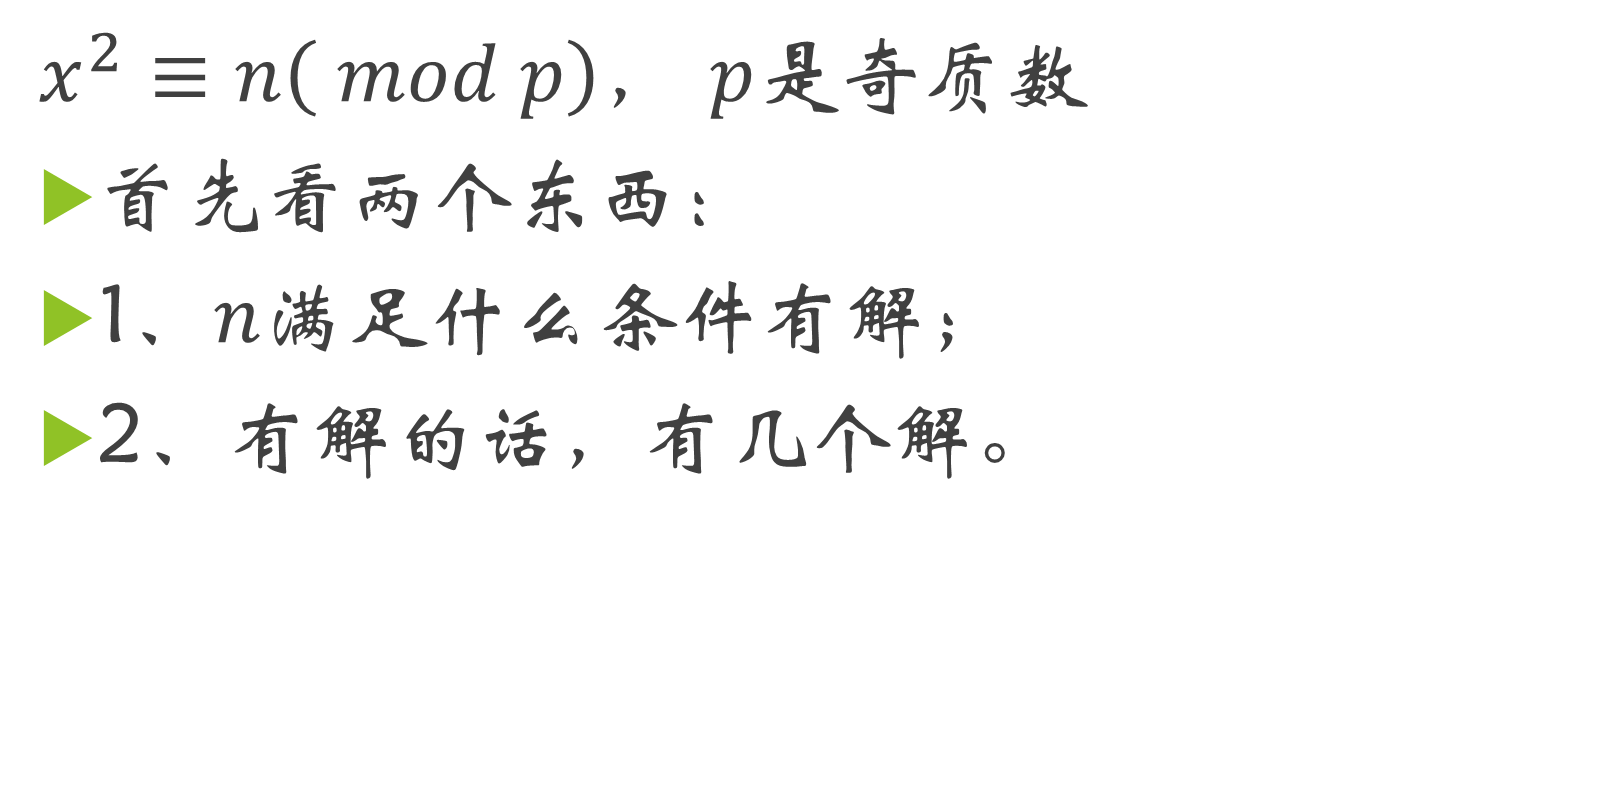 x² ≡ n( mod p)， p是奇质数
▶首先看两个东西：
▶1、n满足什么条件有解；
▶2、有解的话，有几个解。